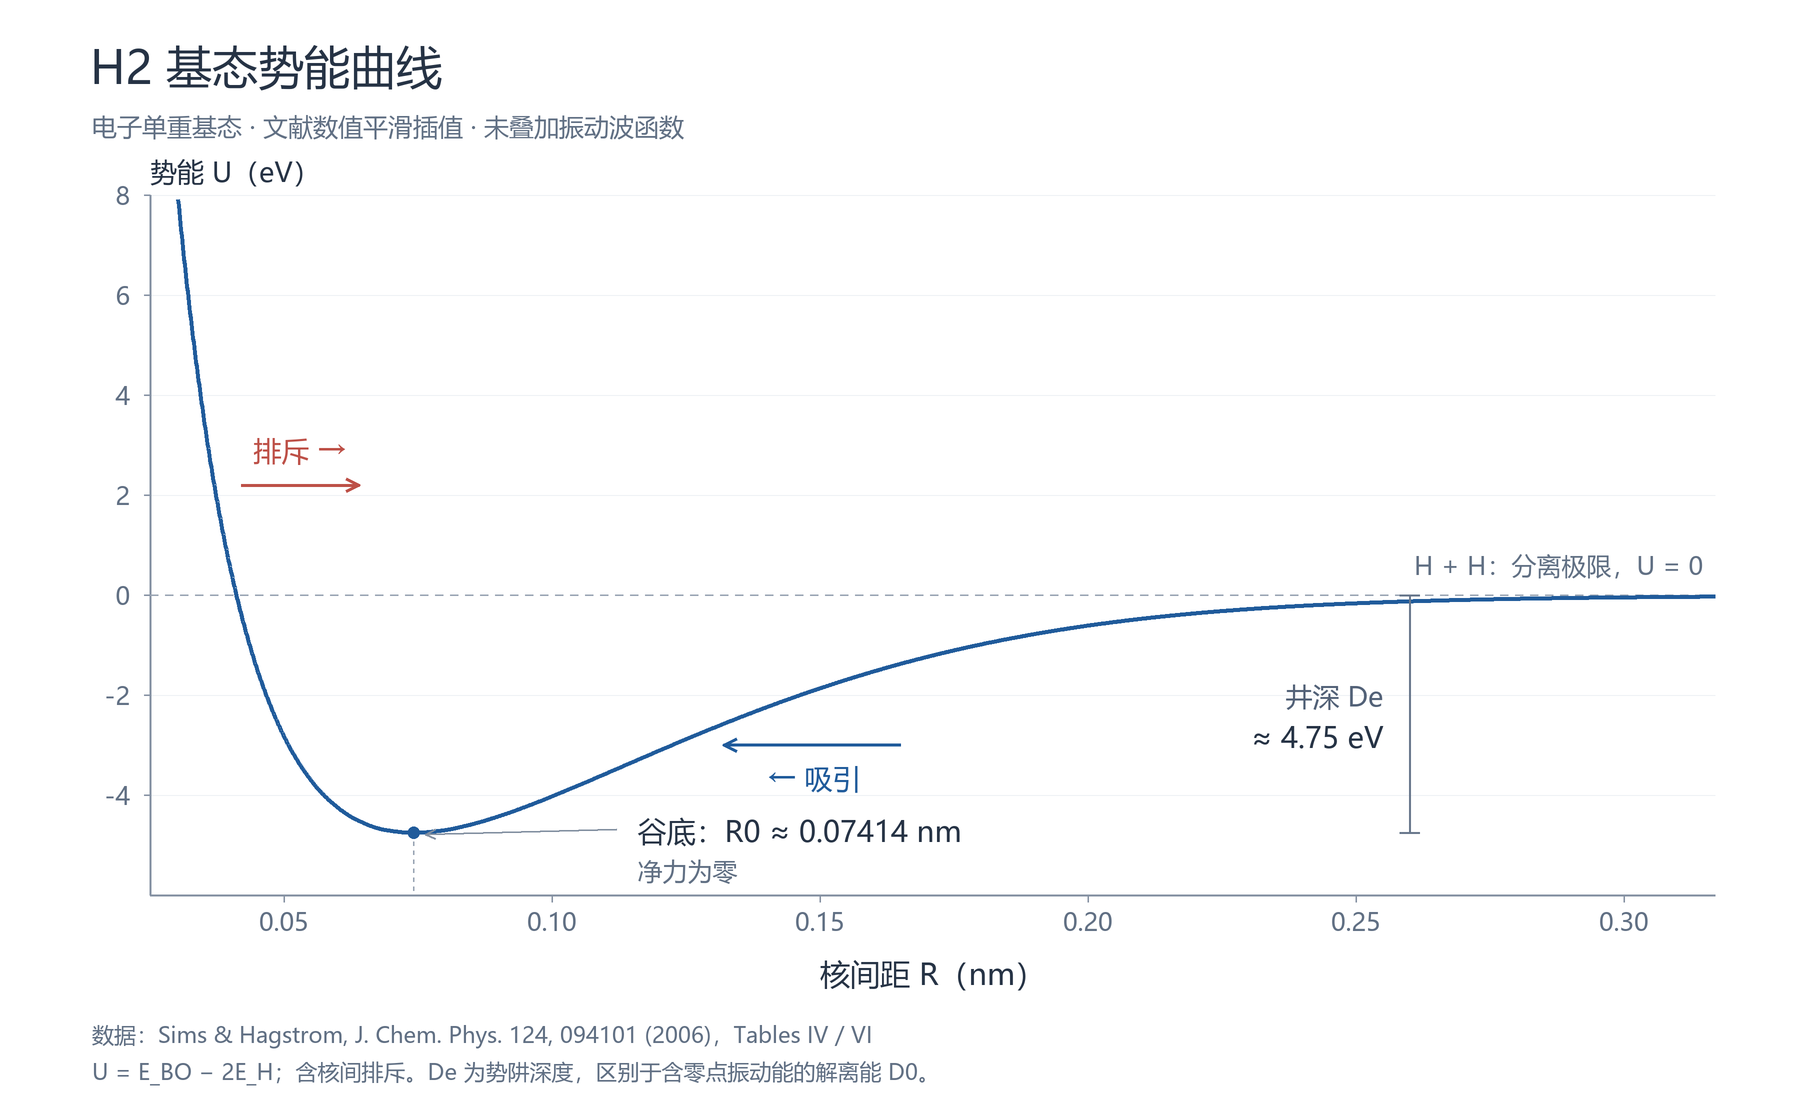 H2 基态势能曲线
电子单重基态 · 文献数值平滑插值 · 未叠加振动波函数
势能 U（eV）
8
6
4
2
0
-2
-4
排斥 →
H + H：分离极限，U = 0
井深 De
≈ 4.75 eV
← 吸引
谷底：R0 ≈ 0.07414 nm
净力为零
0.05 0.10 0.15 0.20 0.25 0.30
核间距 R（nm）
数据：Sims & Hagstrom, J. Chem. Phys. 124, 094101 (2006)，Tables IV / VI
U = E_BO − 2E_H；含核间排斥。De 为势阱深度，区别于含零点振动能的解离能 D0。